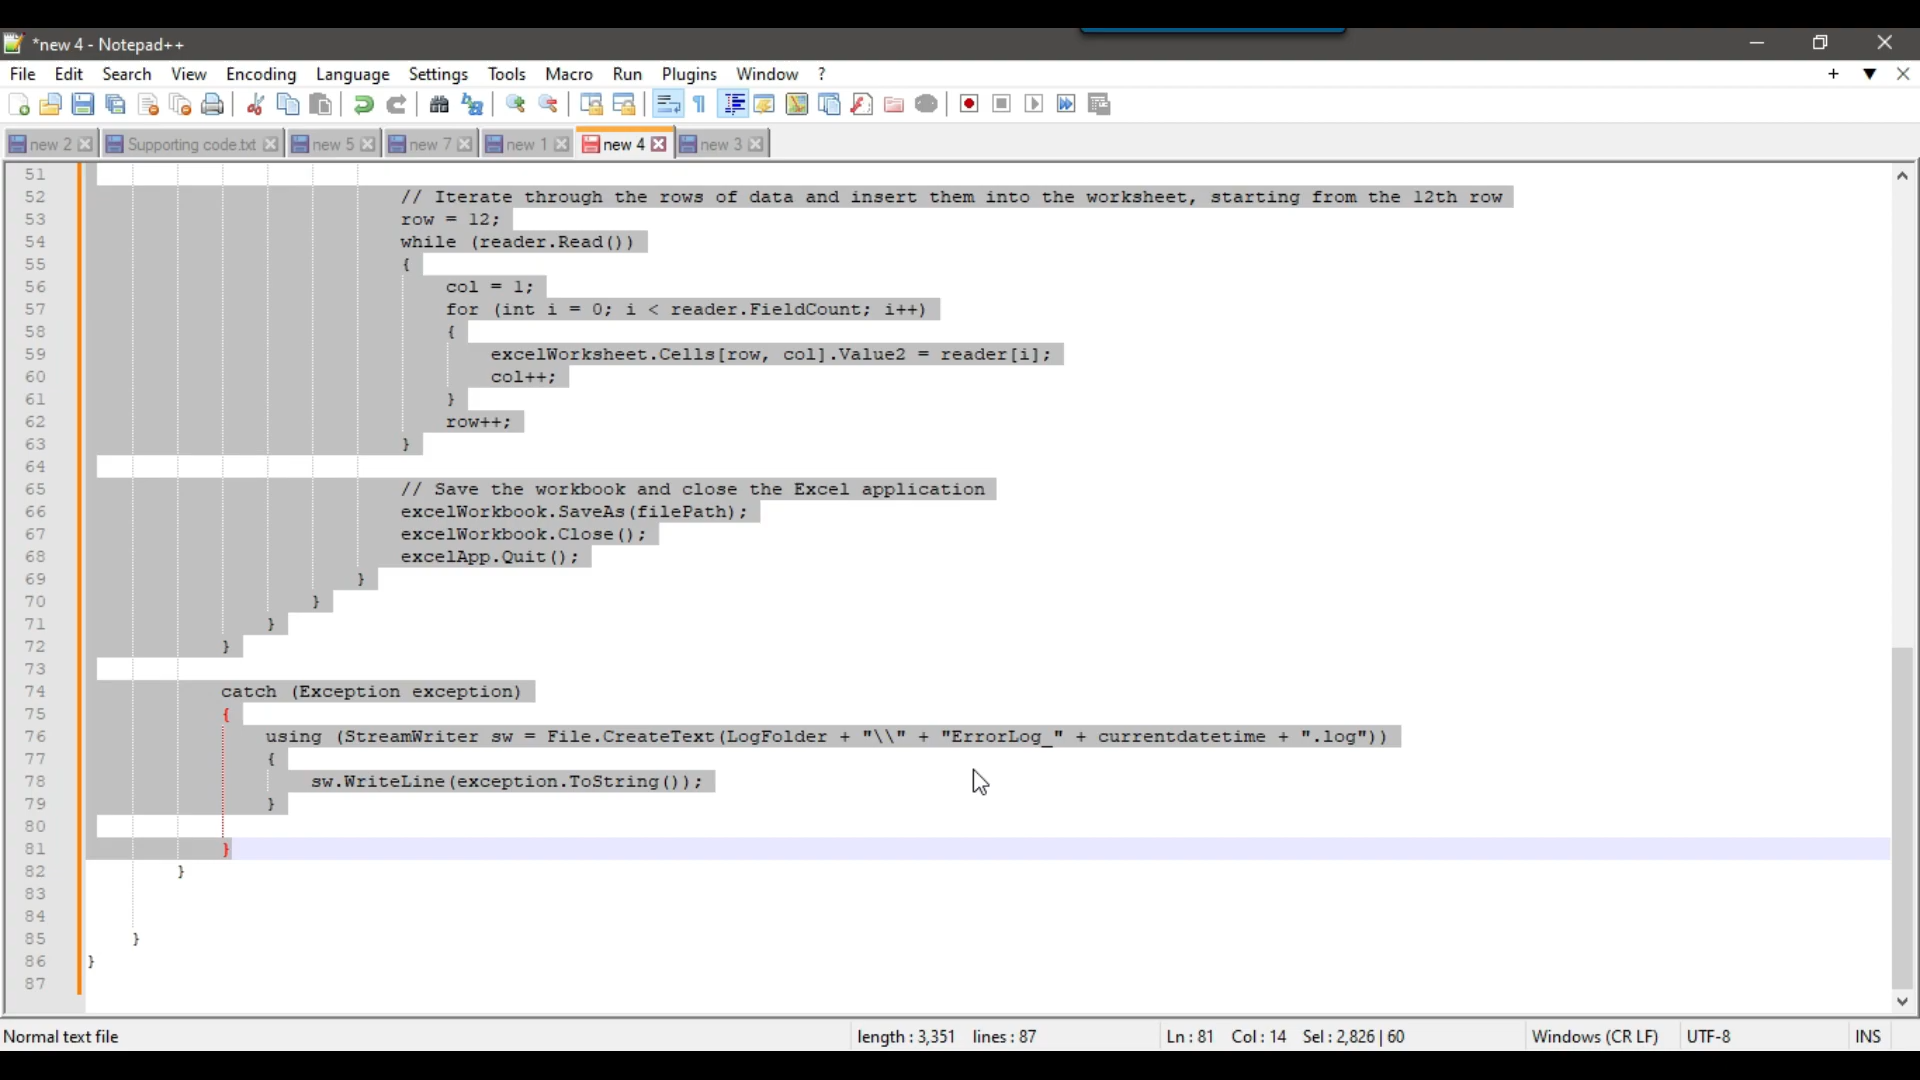 *new 4 - Notepad++
File Edit Search View Encoding Language Settings Tools Macro Run Plugins Window ?
new 2 Supporting code.txt new 5 new 7 new 1 new 4 new 3
51
52 // Iterate through the rows of data and insert them into the worksheet, starting from the 12th row
53 row = 12;
54 while (reader.Read())
55 {
56 col = 1;
57 for (int i = 0; i < reader.FieldCount; i++)
58 {
59 excelWorksheet.Cells[row, col].Value2 = reader[i];
60 col++;
61 }
62 row++;
63 }
64
65 // Save the workbook and close the Excel application
66 excelWorkbook.SaveAs(filePath);
67 excelWorkbook.Close();
68 excelApp.Quit();
69 }
70 }
71 }
72 }
73
74 catch (Exception exception)
75 {
76 using (StreamWriter sw = File.CreateText(LogFolder + "\\" + "ErrorLog_" + currentdatetime + ".log"))
77 {
78 sw.WriteLine(exception.ToString());
79 }
80
81 }
82 }
83
84
85 }
86 }
87
Normal text file length : 3,351 lines : 87 Ln : 81 Col : 14 Sel : 2,826 | 60 Windows (CR LF) UTF-8 INS